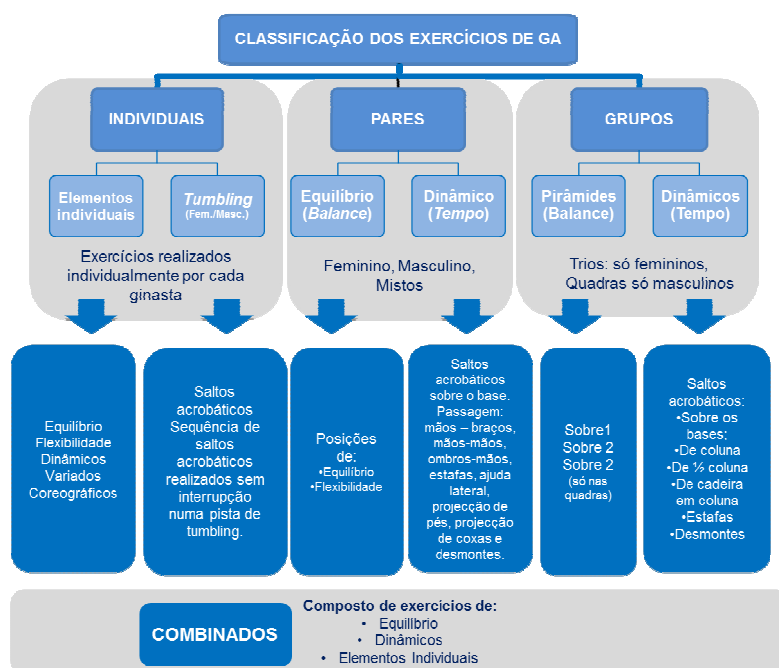 CLASSIFICAÇÃO DOS EXERCÍCIOS DE GA
INDIVIDUAIS
PARES
GRUPOS
Elementos
individuais
Tumbling
(Fem./Masc.)
Equilíbrio
(Balance)
Dinâmico
(Tempo)
Pirâmides
(Balance)
Dinâmicos
(Tempo)
Exercícios realizados
individualmente por cada
ginasta
Feminino, Masculino,
Mistos
Trios: só femininos,
Quadras só masculinos
Equilíbrio
Flexibilidade
Dinâmicos
Variados
Coreográficos
Saltos
acrobáticos
Sequência de
saltos
acrobáticos
realizados sem
interrupção
numa pista de
tumbling.
Posições
de:
•Equilíbrio
•Flexibilidade
Saltos
acrobáticos
sobre o base.
Passagem:
mãos – braços,
mãos-mãos,
ombros-mãos,
estafas, ajuda
lateral,
projecção de
pés, projecção
de coxas e
desmontes.
Sobre1
Sobre 2
Sobre 2
(só nas
quadras)
Saltos
acrobáticos:
•Sobre os
bases;
•De coluna
•De ½ coluna
•De cadeira
em coluna
•Estafas
•Desmontes
COMBINADOS
Composto de exercícios de:
• Equilíbrio
• Dinâmicos
• Elementos Individuais